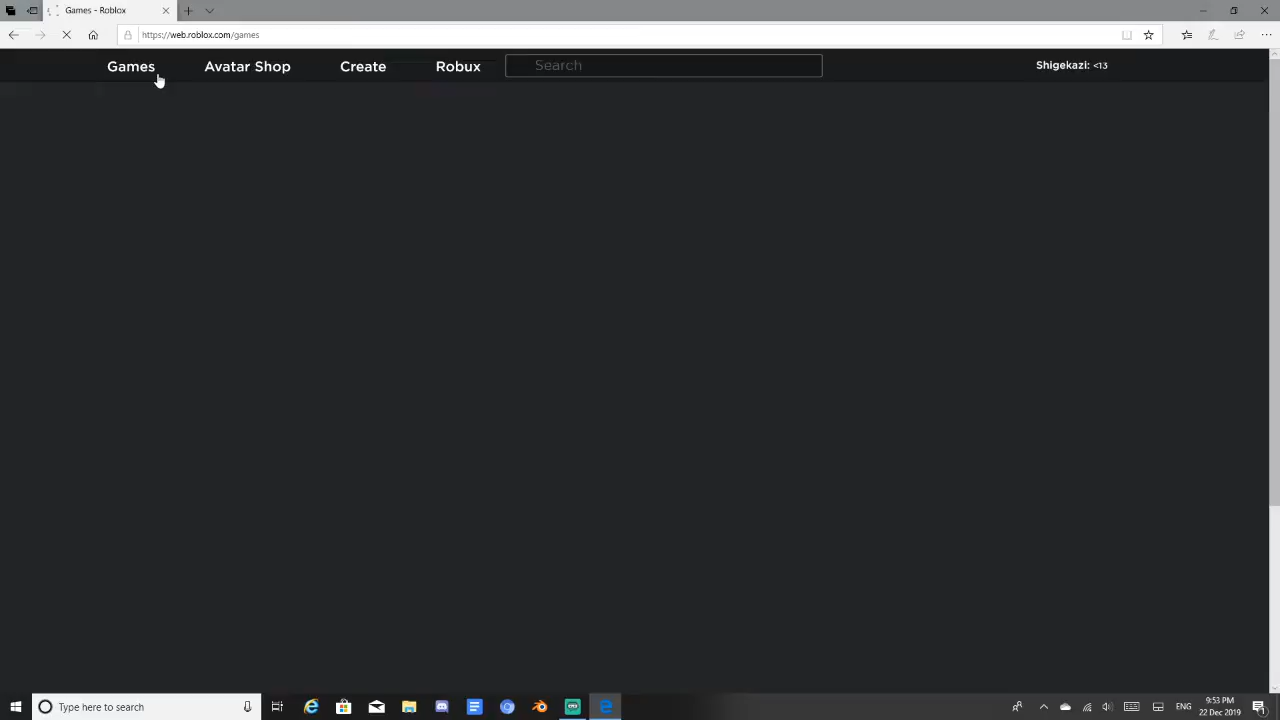 Games - Roblox
https://web.roblox.com/games
Games Avatar Shop Create Robux Search Shigekazi: <13
Type here to search ENG 9:53 PM
22 Dec 2019